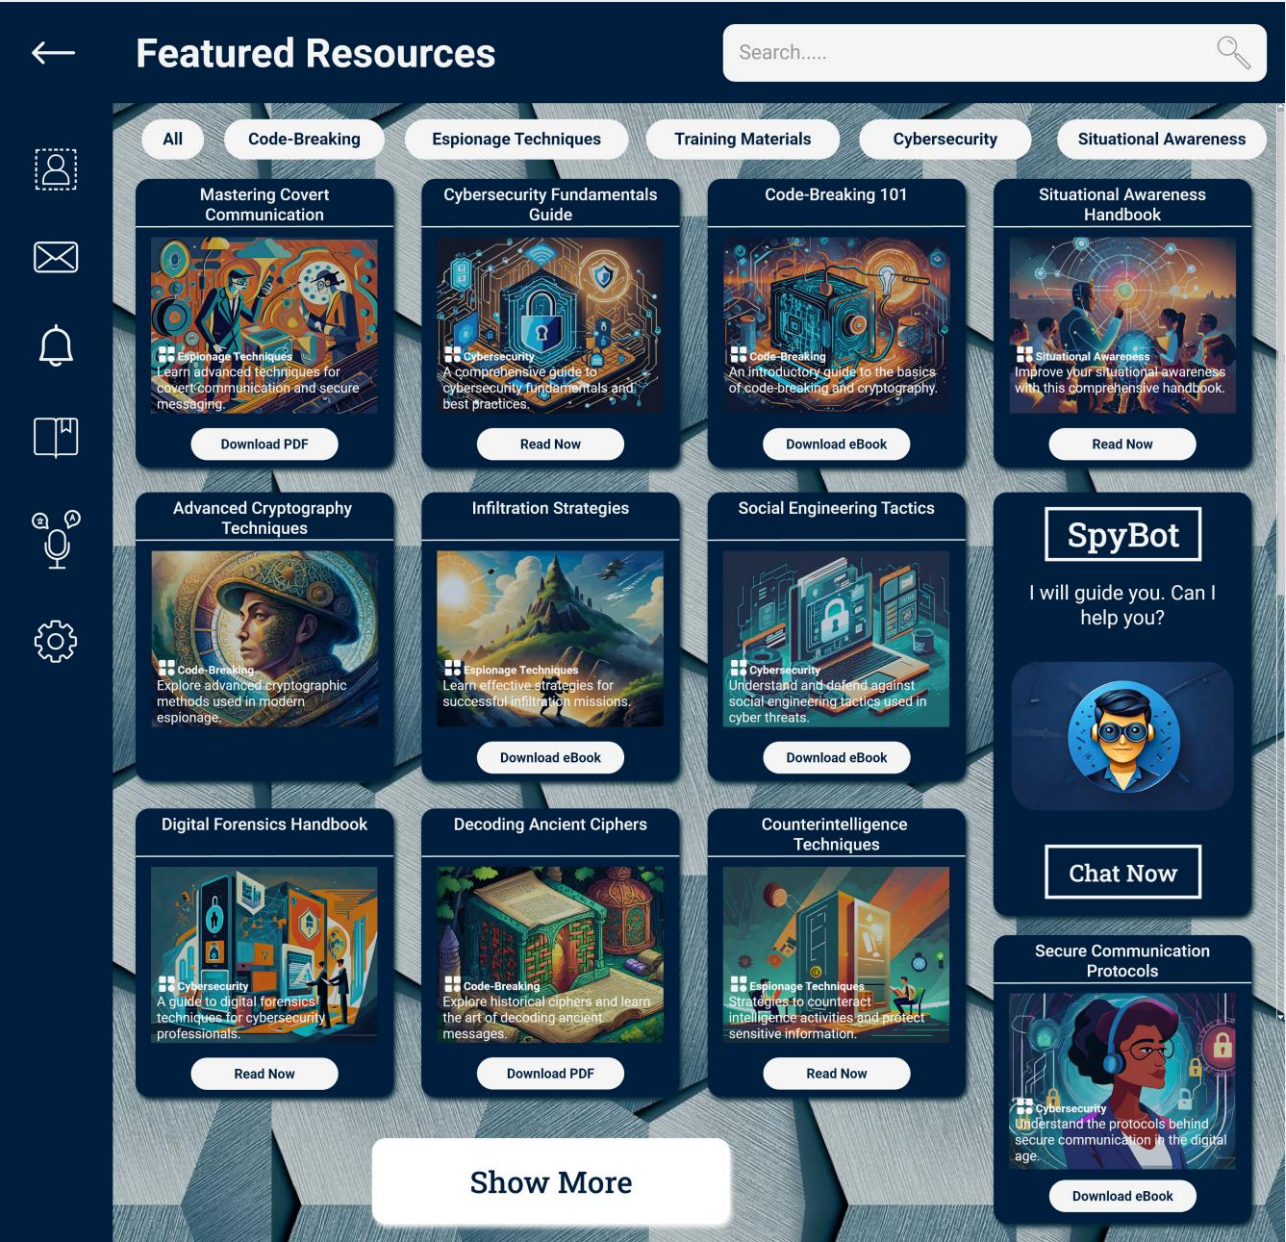 Featured Resources
Search.....
All
Code-Breaking
Espionage Techniques
Training Materials
Cybersecurity
Situational Awareness
Mastering Covert
Communication
Espionage Techniques
Learn advanced techniques for
covert communication and secure
messaging.
Download PDF
Cybersecurity Fundamentals
Guide
Cybersecurity
A comprehensive guide to
cybersecurity fundamentals and
best practices.
Read Now
Code-Breaking 101
Code-Breaking
An introductory guide to the basics
of code-breaking and cryptography.
Download eBook
Situational Awareness
Handbook
Situational Awareness
Improve your situational awareness
with this comprehensive handbook.
Read Now
Advanced Cryptography
Techniques
Code-Breaking
Explore advanced cryptographic
methods used in modern
espionage.
Infiltration Strategies
Espionage Techniques
Learn effective strategies for
successful infiltration missions.
Download eBook
Social Engineering Tactics
Cybersecurity
Understand and defend against
social engineering tactics used in
cyber threats.
Download eBook
SpyBot
I will guide you. Can I
help you?
Chat Now
Digital Forensics Handbook
Cybersecurity
A guide to digital forensics
techniques for cybersecurity
professionals.
Read Now
Decoding Ancient Ciphers
Code-Breaking
Explore historical ciphers and learn
the art of decoding ancient
messages.
Download PDF
Counterintelligence
Techniques
Espionage Techniques
Strategies to counteract
intelligence activities and protect
sensitive information.
Read Now
Secure Communication
Protocols
Cybersecurity
Understand the protocols behind
secure communication in the digital
age.
Download eBook
Show More